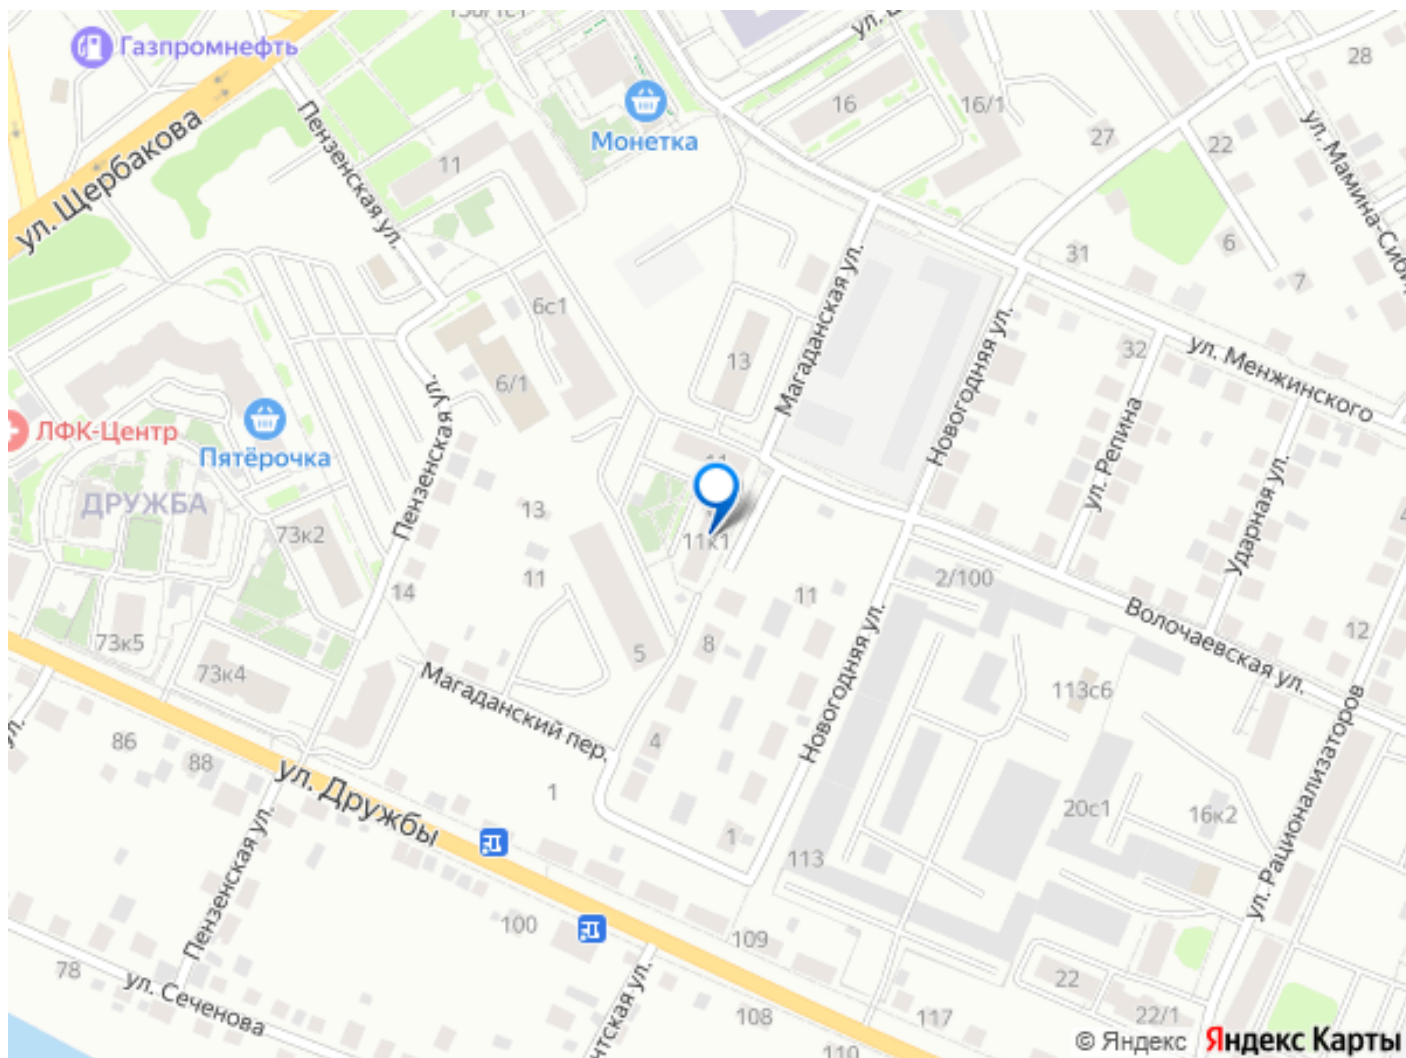 Газпромнефть
ул. Щербакова
Пензенская ул.
11
Монетка
16
16/1
28
27
22
ул. Мамина-Сиби
6
7
31
6с1
6/1
13
Магаданская ул.
Новогодняя ул.
32
ул. Менжинского
ул. Репина
Ударная ул.
ЛФК-Центр
Пятёрочка
ДРУЖБА
Пензенская ул.
73к2
13
11
14
11к1
11
2/100
Волочаевская ул.
12
73к5
73к4
5
8
Магаданский пер.
4
Новогодняя ул.
113с6
ул. Рационализаторов
86
88
ул. Дружбы
1
1
113
20с1
16к2
Пензенская ул.
100
109
78
ул. Сеченова
нтская ул.
108
110
117
22
22/1
© Яндекс
Яндекс Карты